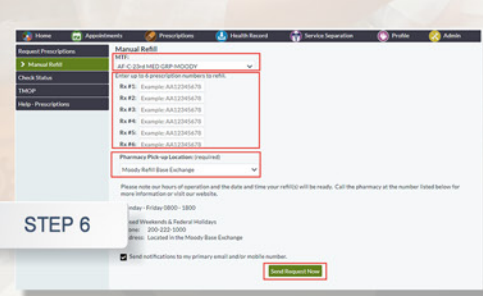 Home Appointments Prescriptions Health Record Service Separation Profile Admin
Request Prescriptions
Manual Refill
Check Status
TMOP
Help - Prescriptions
Manual Refill
MTF:
AF-C-23rd MED GRP-MOODY
Enter up to 6 prescription numbers to refill.
Rx #1: Example: AA12345678
Rx #2: Example: AA12345678
Rx #3: Example: AA12345678
Rx #4: Example: AA12345678
Rx #5: Example: AA12345678
Rx #6: Example: AA12345678
Pharmacy Pick-up Location: (required)
Moody Refill Base Exchange
Please note our hours of operation and the date and time your refill(s) will be ready. Call the pharmacy at the number listed below for
more information or visit our website.
nday - Friday 0800 - 1800
sed Weekends & Federal Holidays
one: 200-222-1000
dress: Located in the Moody Base Exchange
Send notifications to my primary email and/or mobile number.
Send Request Now
STEP 6